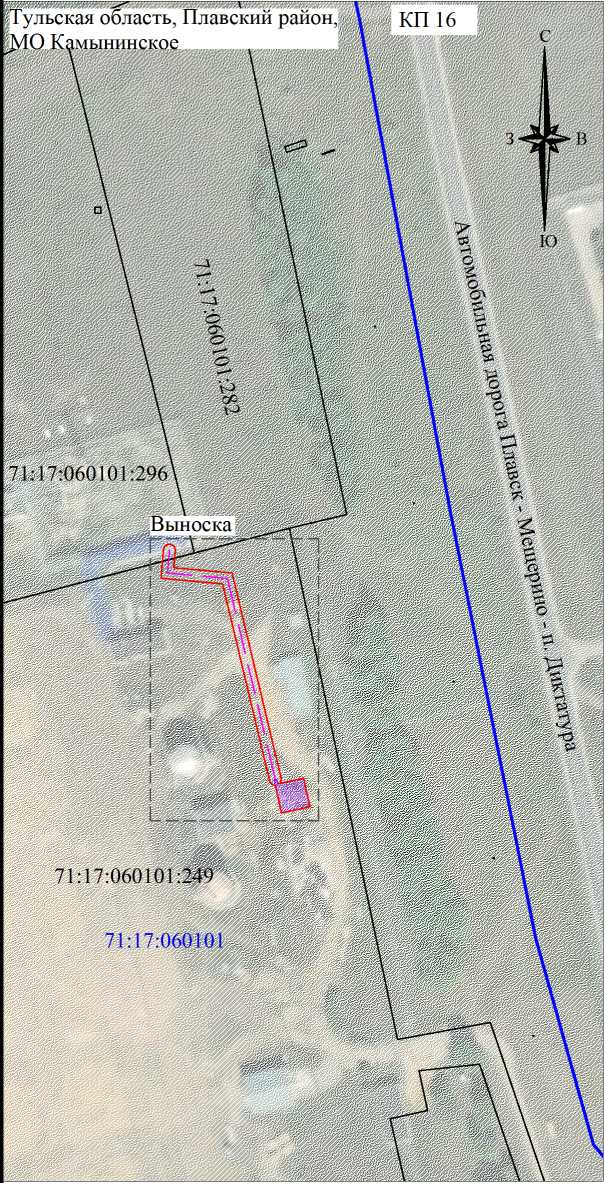 Тульская область, Плавский район,
МО Камынинское
КП 16
С
З
В
Ю
Автомобильная дорога Плавск - Мещерино - п. Диктатура
71:17:060101:282
71:17:060101:296
Выноска
71:17:060101:249
71:17:060101